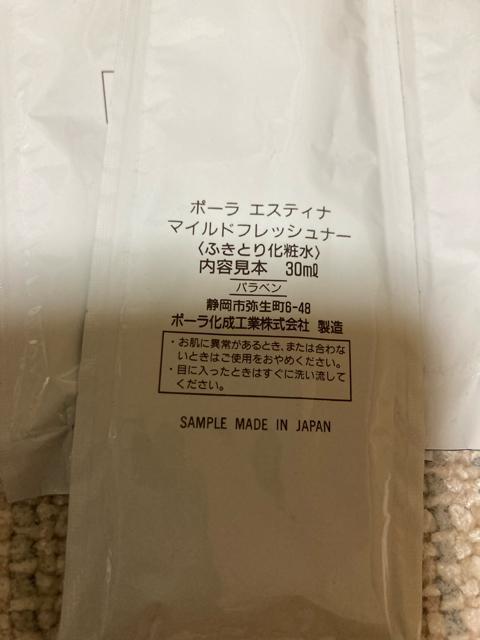 ポーラ エスティナ
マイルドフレッシュナー
〈ふきとり化粧水〉
内容見本 30ml
パラベン
静岡市弥生町6-48
ポーラ化成工業株式会社 製造
・お肌に異常があるとき、または合わな
いときはご使用をおやめください。
・目に入ったときはすぐに洗い流して
ください。
SAMPLE MADE IN JAPAN